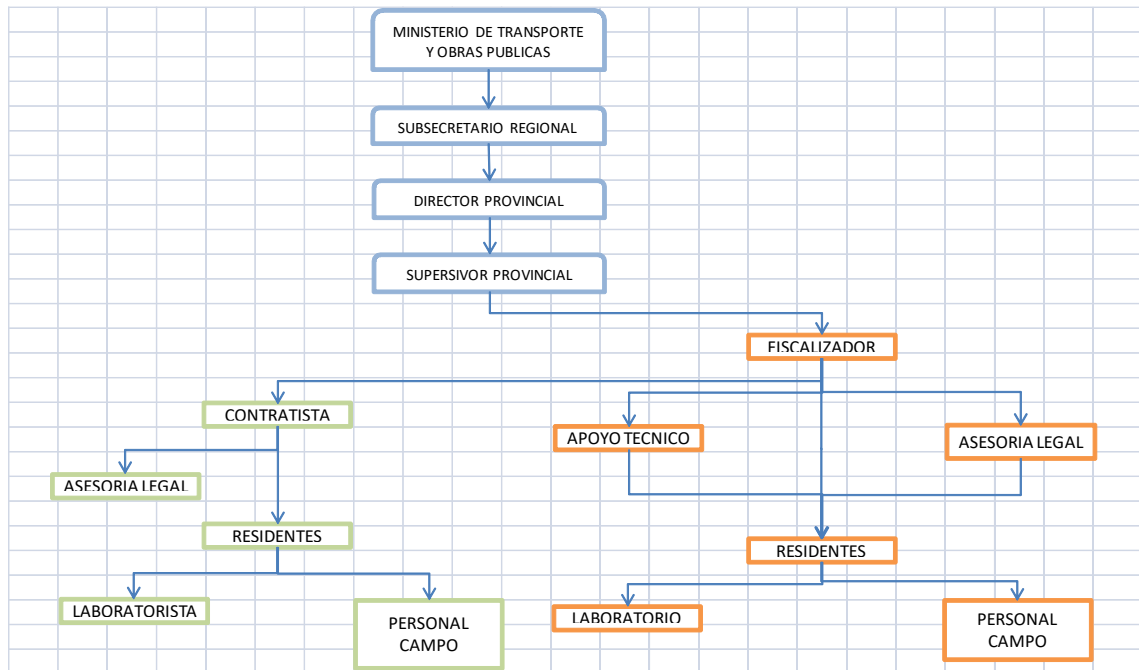 MINISTERIO DE TRANSPORTE
Y OBRAS PUBLICAS
SUBSECRETARIO REGIONAL
DIRECTOR PROVINCIAL
SUPERSIVOR PROVINCIAL
FISCALIZADOR
CONTRATISTA
APOYO TECNICO
ASESORIA LEGAL
ASESORIA LEGAL
RESIDENTES
RESIDENTES
LABORATORISTA
PERSONAL
CAMPO
LABORATORIO
PERSONAL
CAMPO